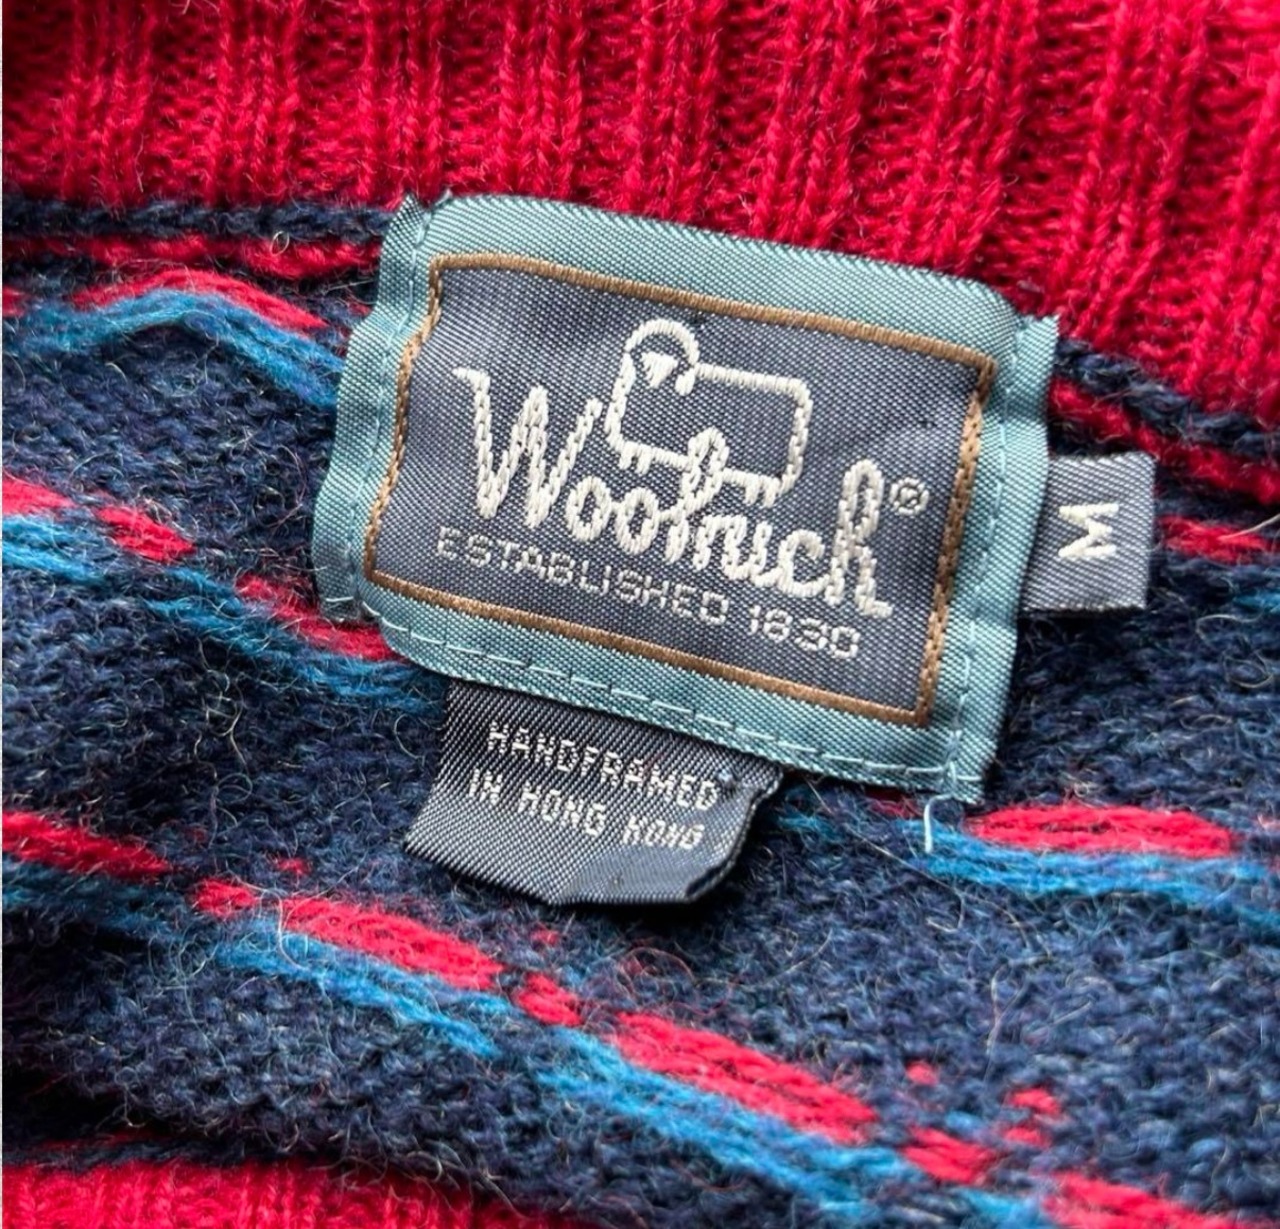 Woolrich®
ESTABLISHED 1830
M
HANDFRAMED
IN HONG KONG